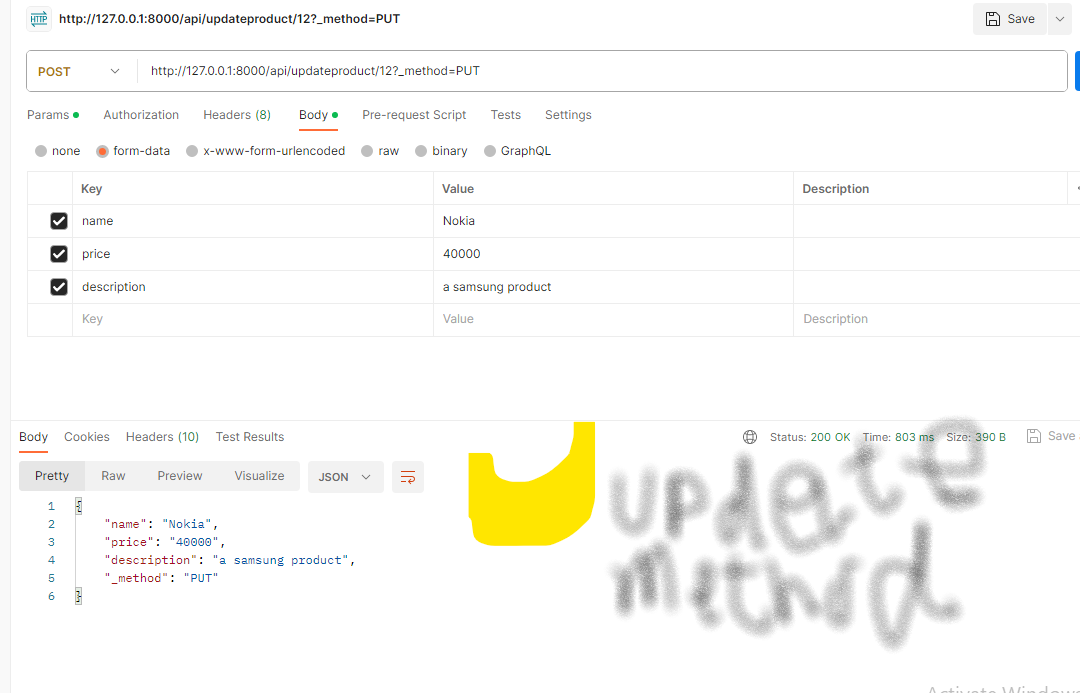 HTTP http://127.0.0.1:8000/api/updateproduct/12?_method=PUT Save
POST http://127.0.0.1:8000/api/updateproduct/12?_method=PUT
Params Authorization Headers (8) Body Pre-request Script Tests Settings
none form-data x-www-form-urlencoded raw binary GraphQL
Key Value Description
name Nokia
price 40000
description a samsung product
Key Value Description
Body Cookies Headers (10) Test Results Status: 200 OK Time: 803 ms Size: 390 B Save
Pretty Raw Preview Visualize JSON
1 {
2 "name": "Nokia",
3 "price": "40000",
4 "description": "a samsung product",
5 "_method": "PUT"
6 }
update
method
Activate Windows